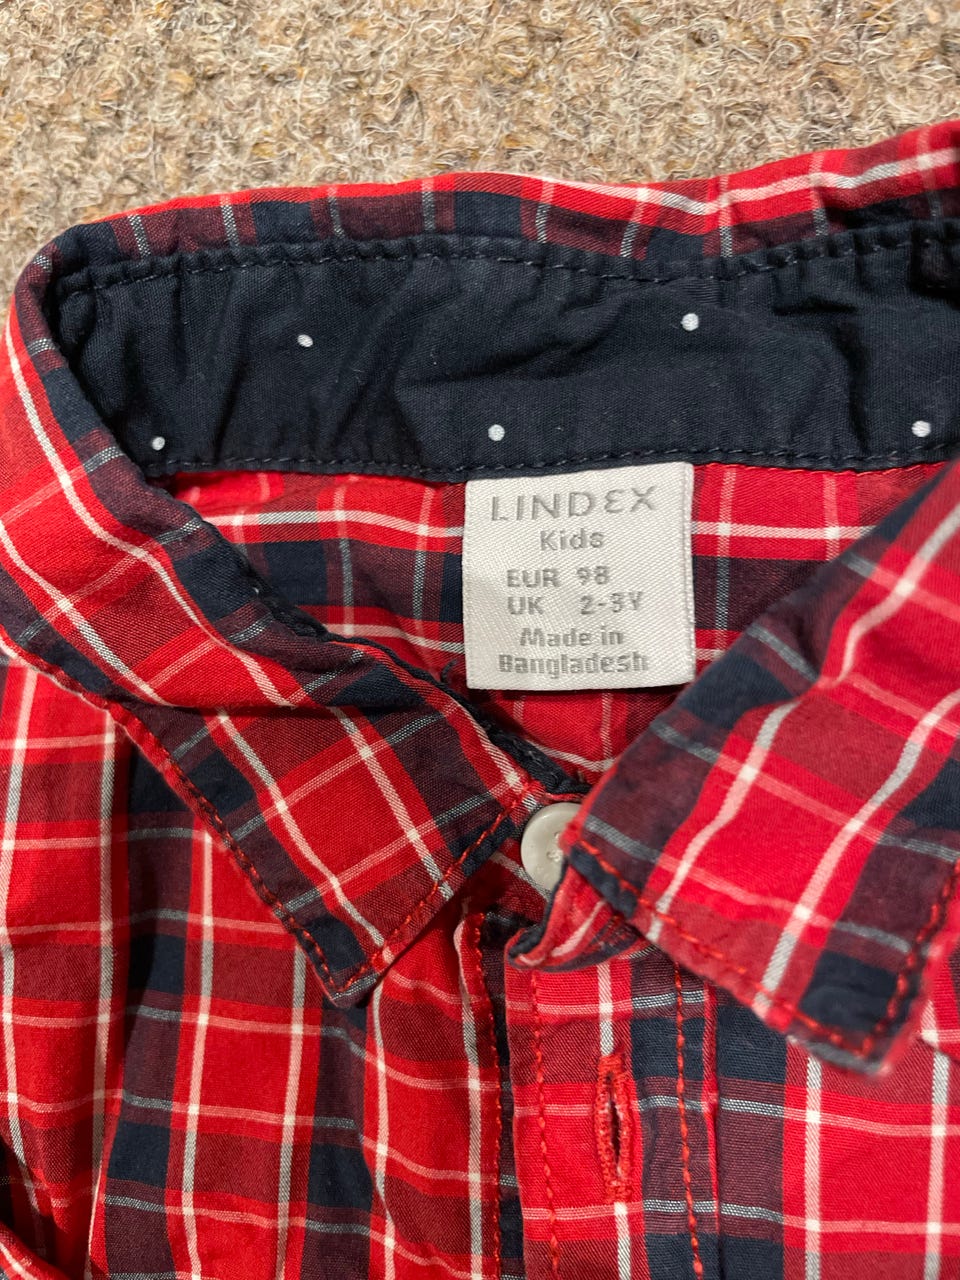 LINDEX
Kids
EUR 98
UK 2-3Y
Made in
Bangladesh